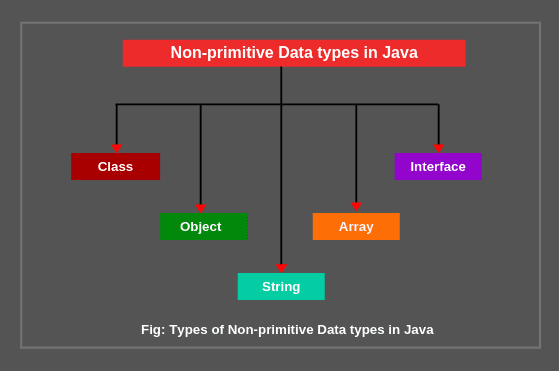 Non-primitive Data types in Java
Class
Interface
Object
Array
String
Fig: Types of Non-primitive Data types in Java